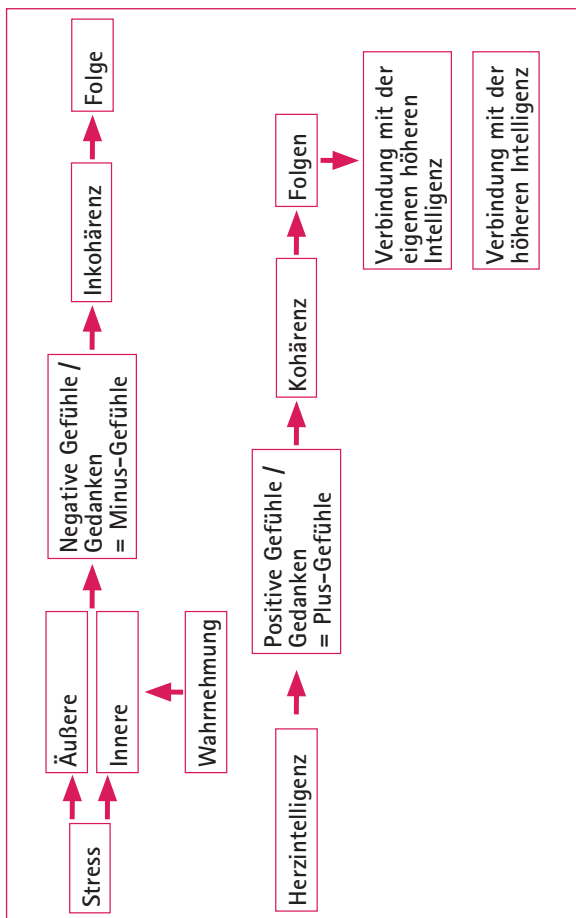 Stress
Äußere
Innere
Wahrnehmung
Negative Gefühle /
Gedanken
= Minus-Gefühle
Inkohärenz
Folge
Herzintelligenz
Positive Gefühle /
Gedanken
= Plus-Gefühle
Kohärenz
Folgen
Verbindung mit der
eigenen höheren
Intelligenz
Verbindung mit der
höheren Intelligenz